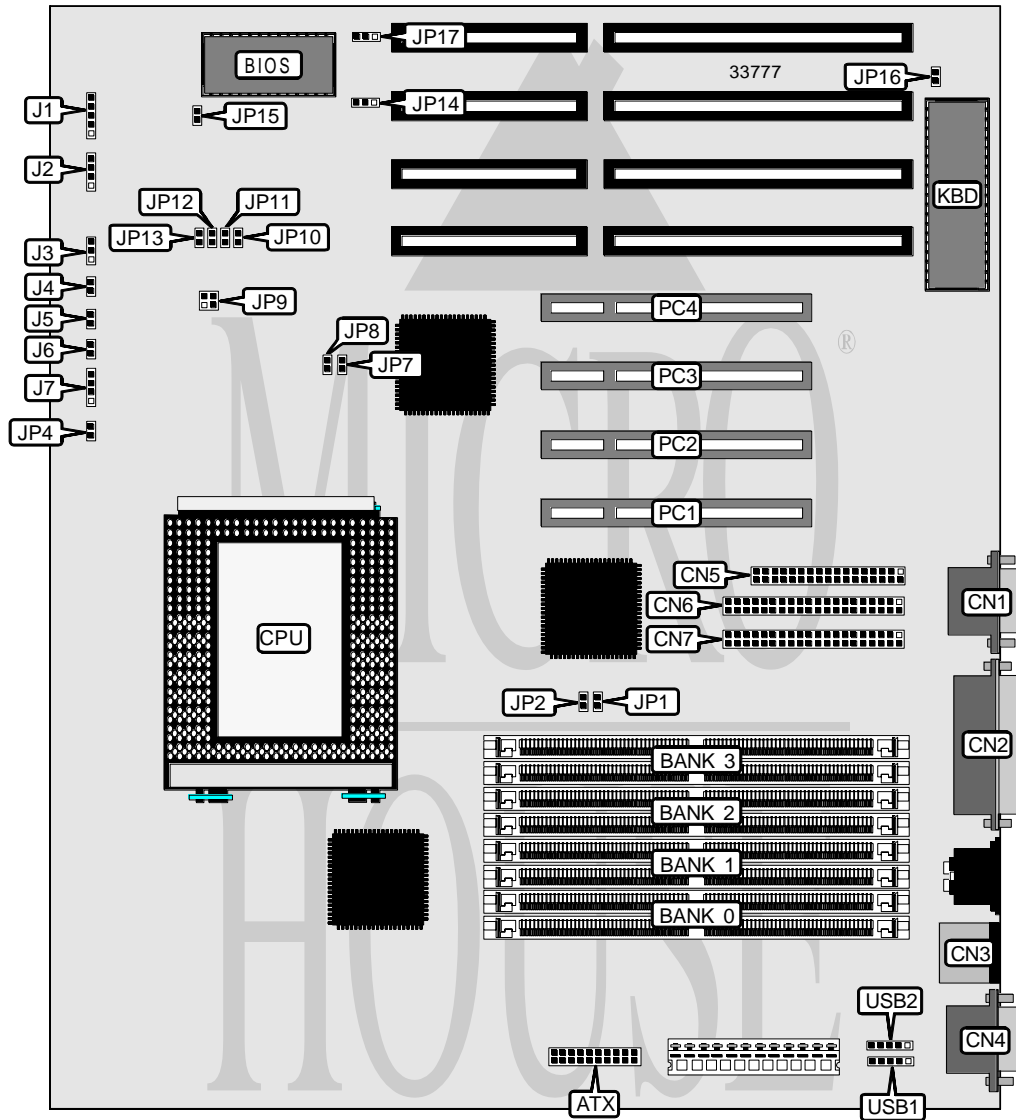 JP17
BIOS
33777
JP16
J1
JP14
JP15
J2
KBD
JP12
JP11
JP13
JP10
J3
J4
JP9
PC4
J5
JP8
®
J6
JP7
J7
PC3
JP4
PC2
PC1
CN5
CN6
CN1
CN7
CPU
MICRO
JP2
JP1
CN2
BANK 3
BANK 2
BANK 1
BANK 0
HOUSE
CN3
USB2
CN4
ATX
USB1